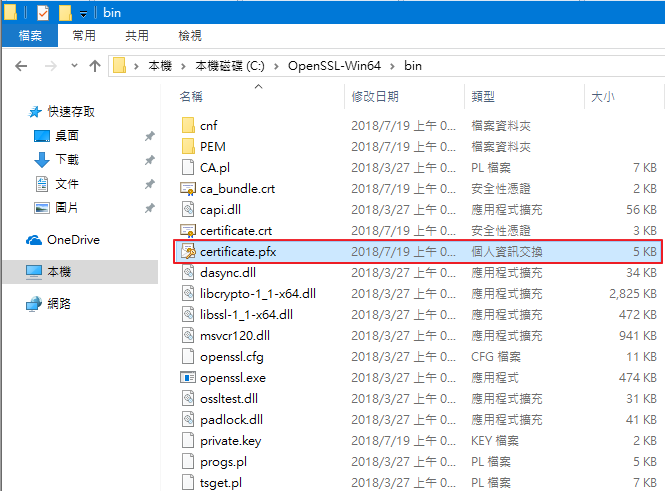 bin
檔案 常用 共用 檢視
本機 本機磁碟 (C:) OpenSSL-Win64 bin
名稱 修改日期 類型 大小
快速存取
桌面
下載
文件
圖片
OneDrive
本機
網路
cnf 2018/7/19 上午 0... 檔案資料夾
PEM 2018/7/19 上午 0... 檔案資料夾
CA.pl 2018/3/27 上午 0... PL 檔案 7 KB
ca_bundle.crt 2018/7/19 上午 0... 安全性憑證 2 KB
capi.dll 2018/3/27 上午 0... 應用程式擴充 56 KB
certificate.crt 2018/7/19 上午 0... 安全性憑證 3 KB
certificate.pfx 2018/7/19 上午 0... 個人資訊交換 5 KB
dasync.dll 2018/3/27 上午 0... 應用程式擴充 34 KB
libcrypto-1_1-x64.dll 2018/3/27 上午 0... 應用程式擴充 2,825 KB
libssl-1_1-x64.dll 2018/3/27 上午 0... 應用程式擴充 472 KB
msvcr120.dll 2018/3/27 上午 0... 應用程式擴充 941 KB
openssl.cfg 2018/3/27 上午 0... CFG 檔案 11 KB
openssl.exe 2018/3/27 上午 0... 應用程式 474 KB
ossltest.dll 2018/3/27 上午 0... 應用程式擴充 31 KB
padlock.dll 2018/3/27 上午 0... 應用程式擴充 41 KB
private.key 2018/7/19 上午 0... KEY 檔案 2 KB
progs.pl 2018/3/27 上午 0... PL 檔案 5 KB
tsget.pl 2018/3/27 上午 0... PL 檔案 7 KB